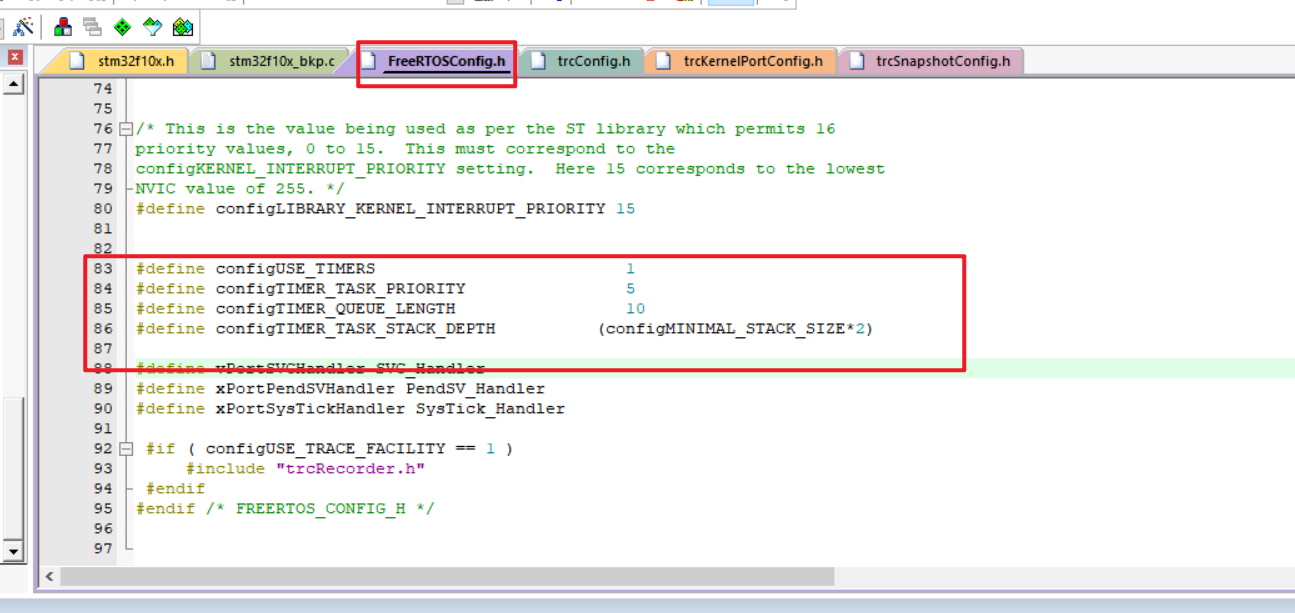 stm32f10x.h stm32f10x_bkp.c FreeRTOSConfig.h trcConfig.h trcKernelPortConfig.h trcSnapshotConfig.h
74
75
76 /* This is the value being used as per the ST library which permits 16
77 priority values, 0 to 15.  This must correspond to the
78 configKERNEL_INTERRUPT_PRIORITY setting.  Here 15 corresponds to the lowest
79 NVIC value of 255. */
80 #define configLIBRARY_KERNEL_INTERRUPT_PRIORITY 15
81
82
83 #define configUSE_TIMERS 1
84 #define configTIMER_TASK_PRIORITY 5
85 #define configTIMER_QUEUE_LENGTH 10
86 #define configTIMER_TASK_STACK_DEPTH (configMINIMAL_STACK_SIZE*2)
87
88 #define vPortSVCHandler SVC_Handler
89 #define xPortPendSVHandler PendSV_Handler
90 #define xPortSysTickHandler SysTick_Handler
91
92 #if ( configUSE_TRACE_FACILITY == 1 )
93 #include "trcRecorder.h"
94 #endif
95 #endif /* FREERTOS_CONFIG_H */
96
97